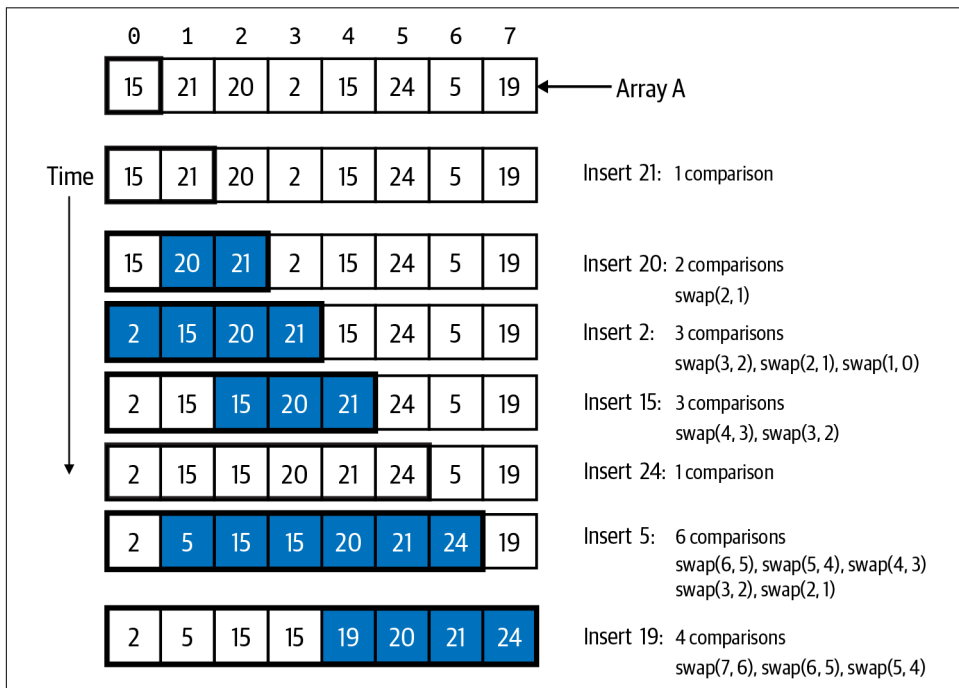 0 1 2 3 4 5 6 7
15 21 20 2 15 24 5 19 Array A
Time
15 21 20 2 15 24 5 19 Insert 21: 1 comparison
15 20 21 2 15 24 5 19 Insert 20: 2 comparisons
swap(2, 1)
2 15 20 21 15 24 5 19 Insert 2: 3 comparisons
swap(3, 2), swap(2, 1), swap(1, 0)
2 15 15 20 21 24 5 19 Insert 15: 3 comparisons
swap(4, 3), swap(3, 2)
2 15 15 20 21 24 5 19 Insert 24: 1 comparison
2 5 15 15 20 21 24 19 Insert 5: 6 comparisons
swap(6, 5), swap(5, 4), swap(4, 3)
swap(3, 2), swap(2, 1)
2 5 15 15 19 20 21 24 Insert 19: 4 comparisons
swap(7, 6), swap(6, 5), swap(5, 4)